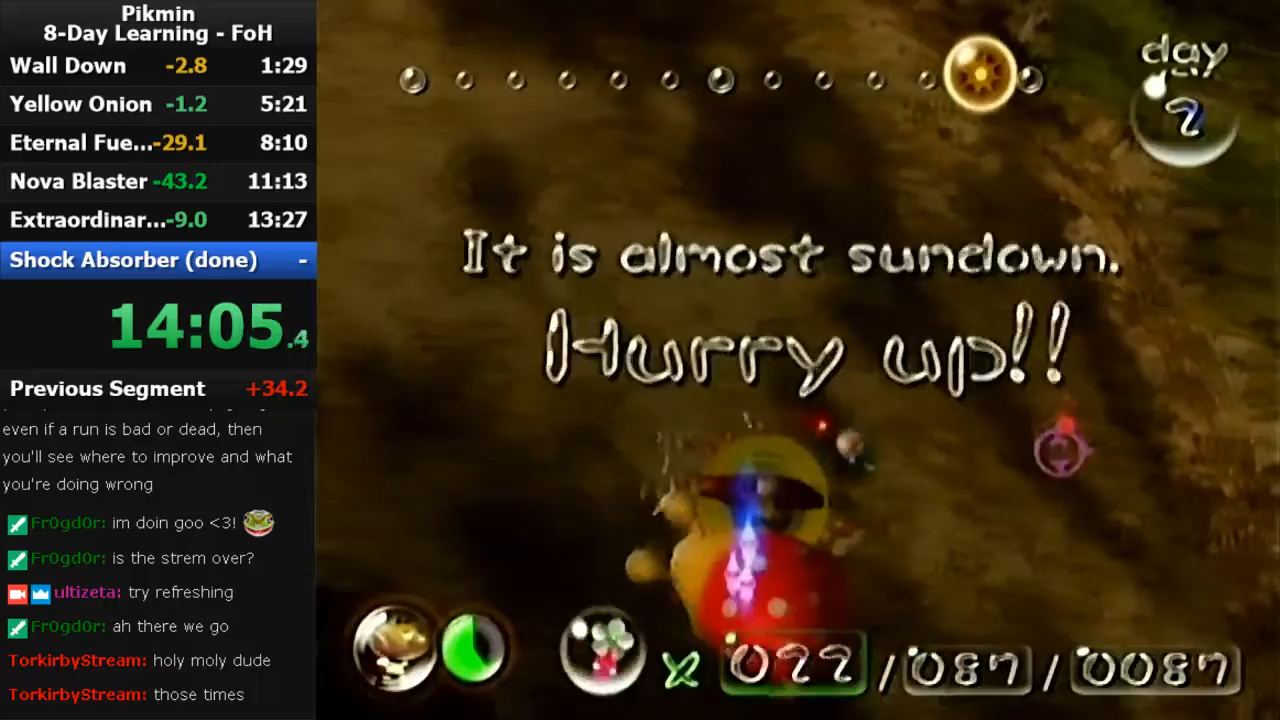 Pikmin
8-Day Learning - FoH
Wall Down -2.8 1:29
Yellow Onion -1.2 5:21
Eternal Fue...-29.1 8:10
Nova Blaster -43.2 11:13
Extraordinar...-9.0 13:27
Shock Absorber (done) -
14:05.4
Previous Segment +34.2
even if a run is bad or dead, then
you'll see where to improve and what
you're doing wrong
Fr0gd0r: im doin goo <3!
Fr0gd0r: is the strem over?
ultizeta: try refreshing
Fr0gd0r: ah there we go
TorkirbyStream: holy moly dude
TorkirbyStream: those times
day
2
It is almost sundown.
Hurry up!!
x 022 / 087 / 0087